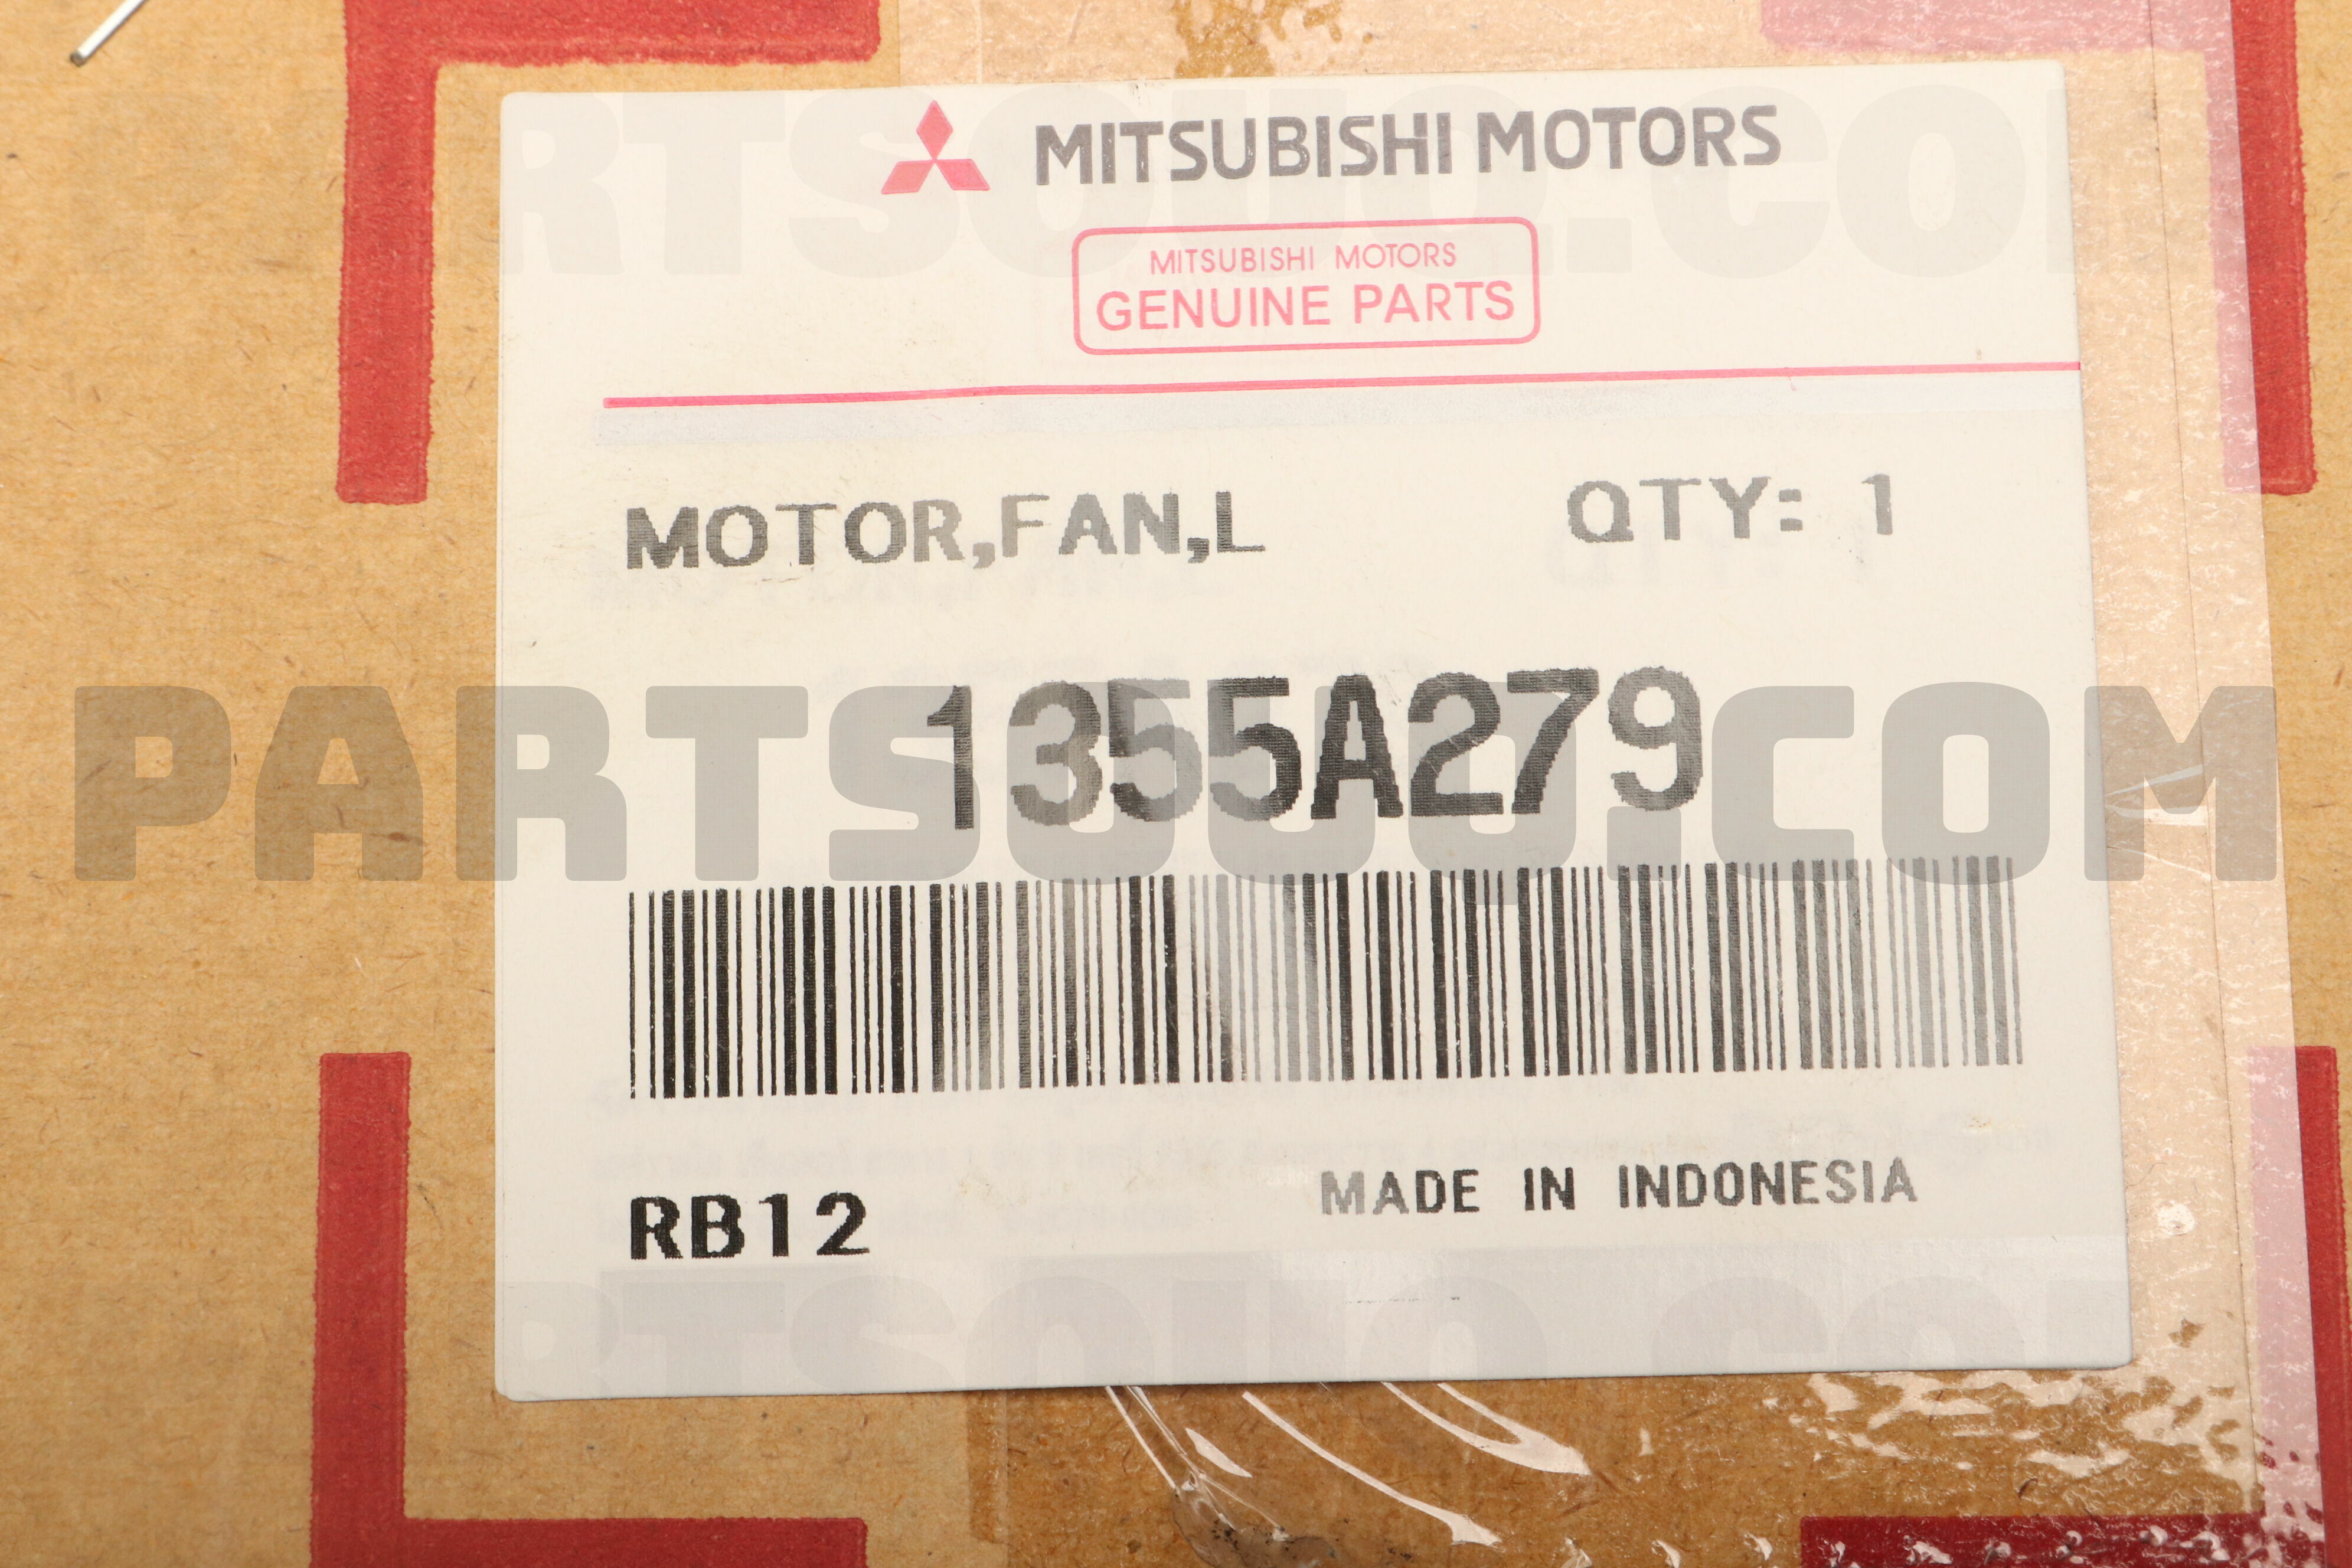 MITSUBISHI MOTORS
MITSUBISHI MOTORS
GENUINE PARTS
MOTOR,FAN,L QTY: 1
1355A279
PARTSOUQ.COM
RB12 MADE IN INDONESIA